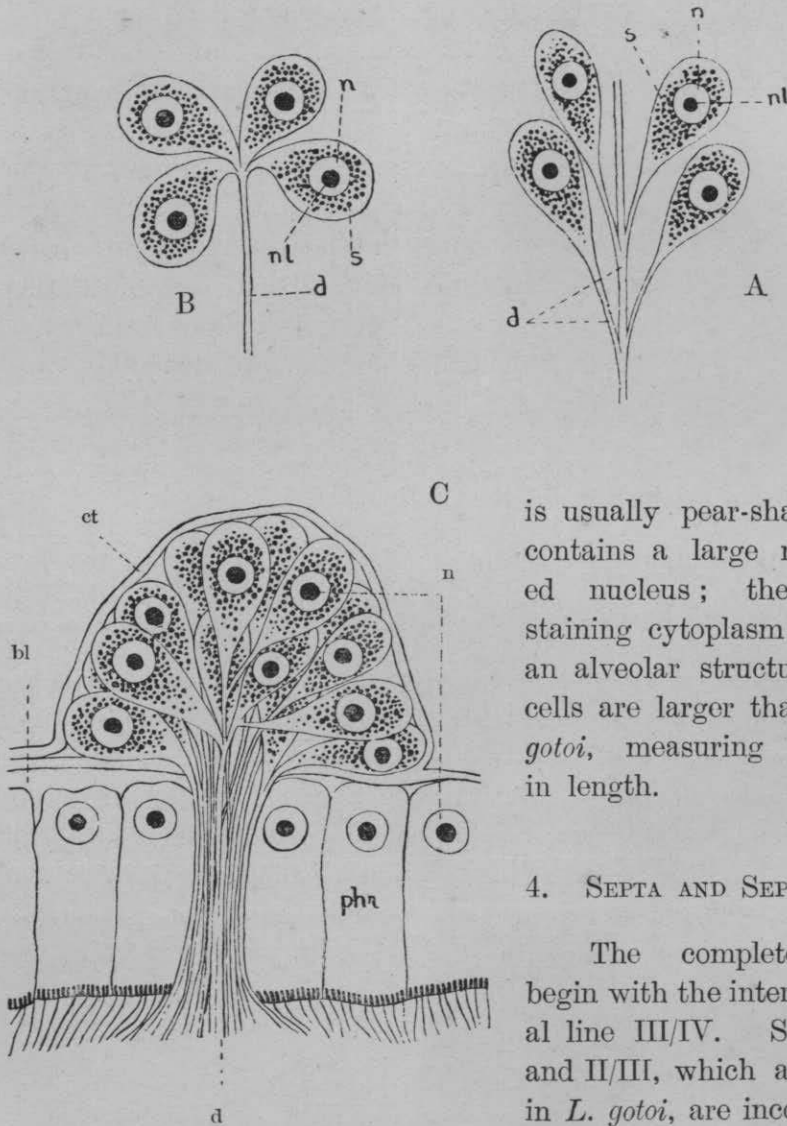 n
s
nl
n
nl
s
d
B
d
A
C
ct
n
bl
phr
d
is usually pear-sha
contains a large
ed nucleus; the
staining cytoplasm
an alveolar structu
cells are larger tha
gotoi, measuring
in length.
4. SEPTA AND SEP
The complet
begin with the inter
al line III/IV. S
and II/III, which a
in L. gotoi, are inc